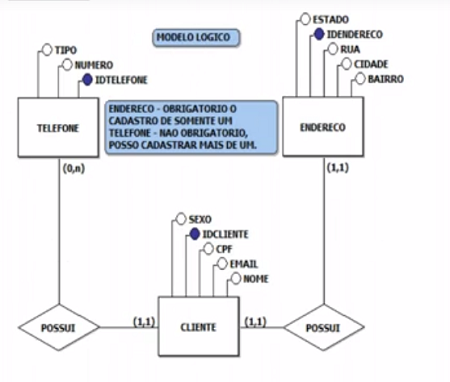 MODELO LOGICO
TIPO
NUMERO
IDTELEFONE
TELEFONE
ENDERECO - OBRIGATORIO O
CADASTRO DE SOMENTE UM
TELEFONE - NAO OBRIGATORIO,
POSSO CADASTRAR MAIS DE UM.
ESTADO
IDENDERECO
RUA
CIDADE
BAIRRO
ENDERECO
(0,n)
(1,1)
SEXO
IDCLIENTE
CPF
EMAIL
NOME
POSSUI
(1,1)
CLIENTE
(1,1)
POSSUI